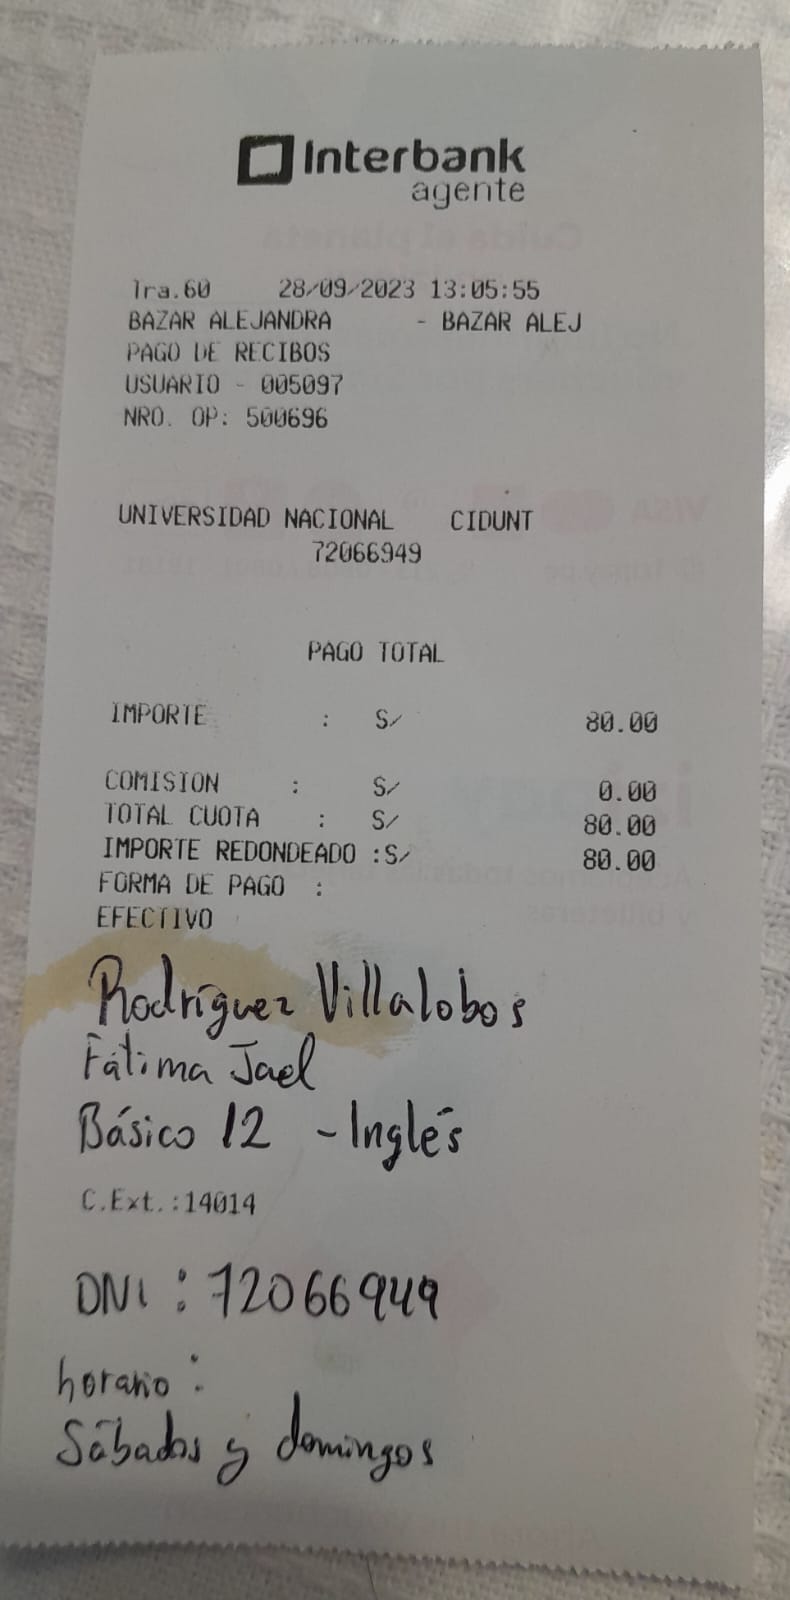 Interbank
agente
Tra.60 28/09/2023 13:05:55
BAZAR ALEJANDRA - BAZAR ALEJ
PAGO DE RECIBOS
USUARIO - 005097
NRO. OP: 500696
UNIVERSIDAD NACIONAL CIDUNT
72066949
PAGO TOTAL
IMPORTE : S/ 80.00
COMISION : S/ 0.00
TOTAL CUOTA : S/ 80.00
IMPORTE REDONDEADO :S/ 80.00
FORMA DE PAGO :
EFECTIVO
Rodríguez Villalobos
Fátima Jael
Básico 12 - Inglés
C.Ext.:14014
DNI : 72066949
horario :
Sábados y domingos